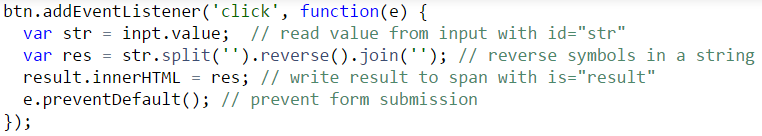 btn.addEventListener('click', function(e) {
  var str = inpt.value;  // read value from input with id="str"
  var res = str.split('').reverse().join(''); // reverse symbols in a string
  result.innerHTML = res; // write result to span with is="result"
  e.preventDefault(); // prevent form submission
});